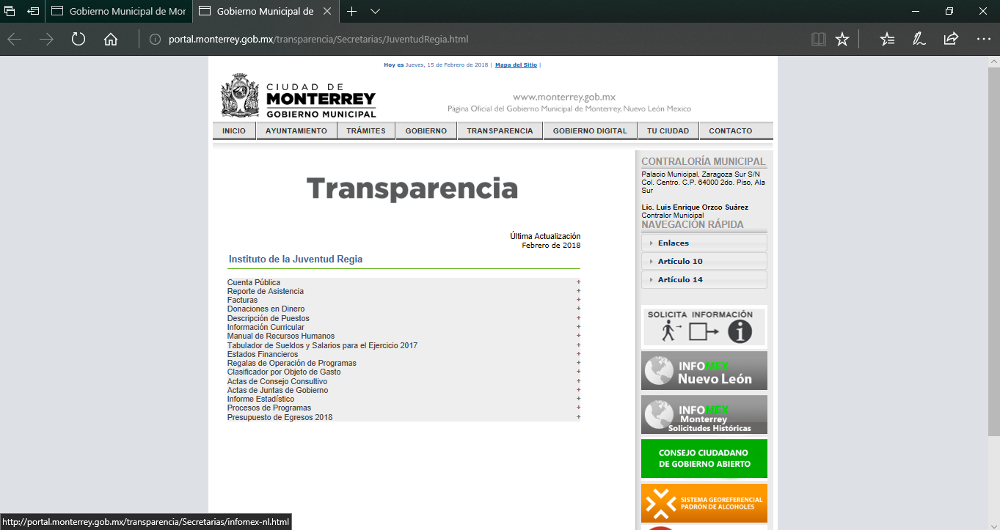 Gobierno Municipal de Mor
Gobierno Municipal de
portal.monterrey.gob.mx/transparencia/Secretarias/JuventudRegia.html
Hoy es Jueves, 15 de Febrero de 2018 | Mapa del Sitio |
CIUDAD DE
MONTERREY
GOBIERNO MUNICIPAL
www.monterrey.gob.mx
Página Oficial del Gobierno Municipal de Monterrey, Nuevo León Mexico
INICIO AYUNTAMIENTO TRÁMITES GOBIERNO TRANSPARENCIA GOBIERNO DIGITAL TU CIUDAD CONTACTO
Transparencia
Última Actualización
Febrero de 2018
Instituto de la Juventud Regia
Cuenta Pública +
Reporte de Asistencia +
Facturas +
Donaciones en Dinero +
Descripción de Puestos +
Información Curricular +
Manual de Recursos Humanos +
Tabulador de Sueldos y Salarios para el Ejercicio 2017 +
Estados Financieros +
Regalas de Operación de Programas +
Clasificador por Objeto de Gasto +
Actas de Consejo Consultivo +
Actas de Juntas de Gobierno +
Informe Estadístico +
Procesos de Programas +
Presupuesto de Egresos 2018 +
CONTRALORÍA MUNICIPAL
Palacio Municipal, Zaragoza Sur S/N
Col. Centro. C.P. 64000 2do. Piso, Ala
Sur
Lic. Luis Enrique Orzco Suárez
Contralor Municipal
NAVEGACIÓN RÁPIDA
Enlaces
Artículo 10
Artículo 14
SOLICITA INFORMACIÓN
INFOMEX
Nuevo León
INFOMEX
Monterrey
Solicitudes Históricas
CONSEJO CIUDADANO
DE GOBIERNO ABIERTO
SISTEMA GEOREFERENCIAL
PADRÓN DE ALCOHOLES
http://portal.monterrey.gob.mx/transparencia/Secretarias/infomex-nl.html